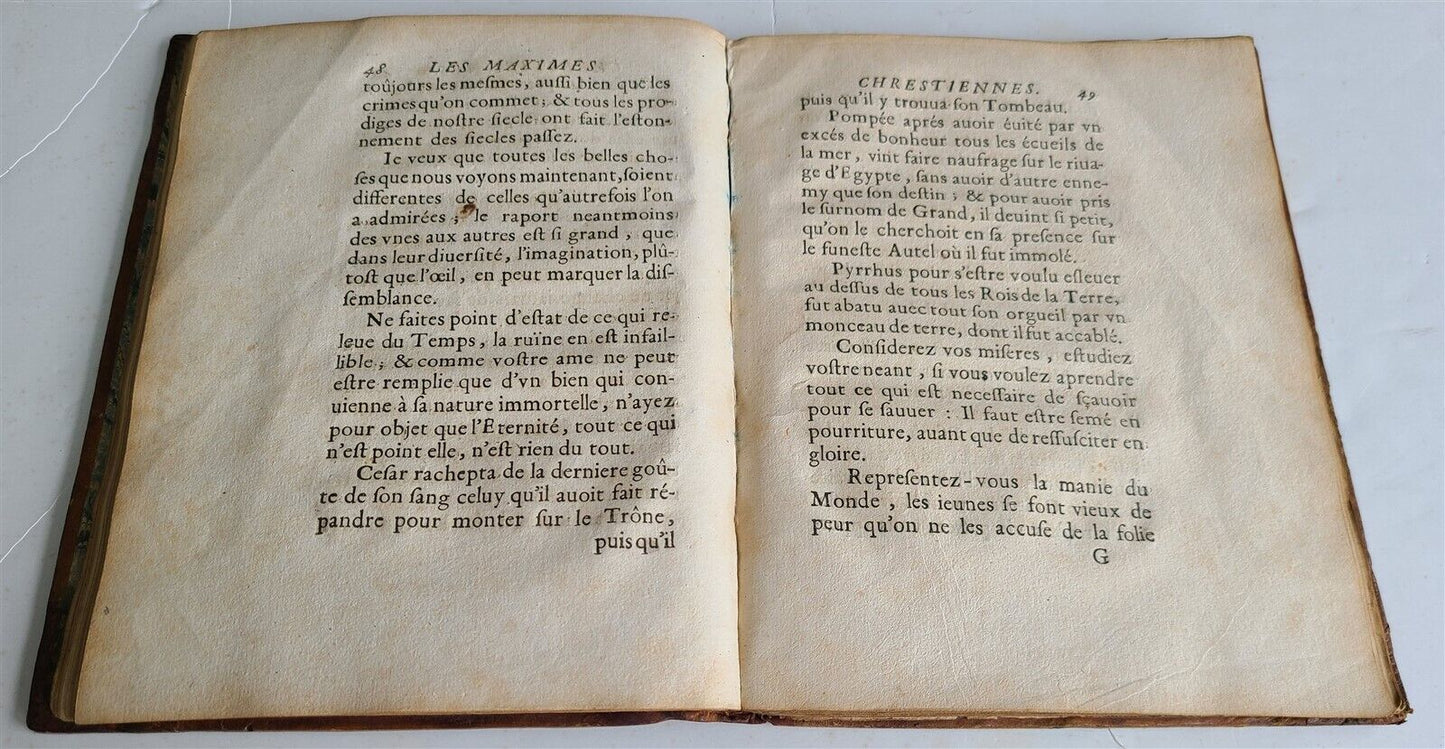 48 LES MAXIMES
toûjours les meſmes, auſſi bien que les
crimes qu'on commet; & tous les pro-
diges de noſtre ſiecle ont fait l'eſton-
nement des ſiecles paſſez.
Ie veux que toutes les belles cho-
ſes que nous voyons maintenant, ſoient
differentes de celles qu'autrefois l'on
a admirées; le raport neantmoins
des vnes aux autres eſt ſi grand, que
dans leur diuerſité, l'imagination, plû-
toſt que l'œil, en peut marquer la diſ-
ſemblance.
Ne faites point d'eſtat de ce qui re-
leue du Temps, la ruïne en eſt infail-
lible; & comme voſtre ame ne peut
eſtre remplie que d'vn bien qui con-
uienne à ſa nature immortelle, n'ayez
pour objet que l'Eternité, tout ce qui
n'eſt point elle, n'eſt rien du tout.
Ceſar rachepta de la derniere goû-
te de ſon ſang celuy qu'il auoit fait ré-
pandre pour monter ſur le Trône,
puis qu'il
CHRESTIENNES. 49
puis qu'il y trouua ſon Tombeau.
Pompée aprés auoir éuité par vn
excés de bonheur tous les écueils de
la mer, vint faire naufrage ſur le riua-
ge d'Egypte, ſans auoir d'autre enne-
my que ſon deſtin; & pour auoir pris
le ſurnom de Grand, il deuint ſi petit,
qu'on le cherchoit en ſa preſence ſur
le funeſte Autel où il fut immolé.
Pyrrhus pour s'eſtre voulu eſleuer
au deſſus de tous les Rois de la Terre,
fut abatu auec tout ſon orgueil par vn
monceau de terre, dont il fut accablé.
Conſiderez vos miſeres, eſtudiez
voſtre neant, ſi vous voulez aprendre
tout ce qui eſt neceſſaire de ſçauoir
pour ſe ſauuer: Il faut eſtre ſemé en
pourriture, auant que de reſſuſciter en
gloire.
Repreſentez-vous la manie du
Monde, les ieunes ſe font vieux de
peur qu'on ne les accuſe de la folie
G